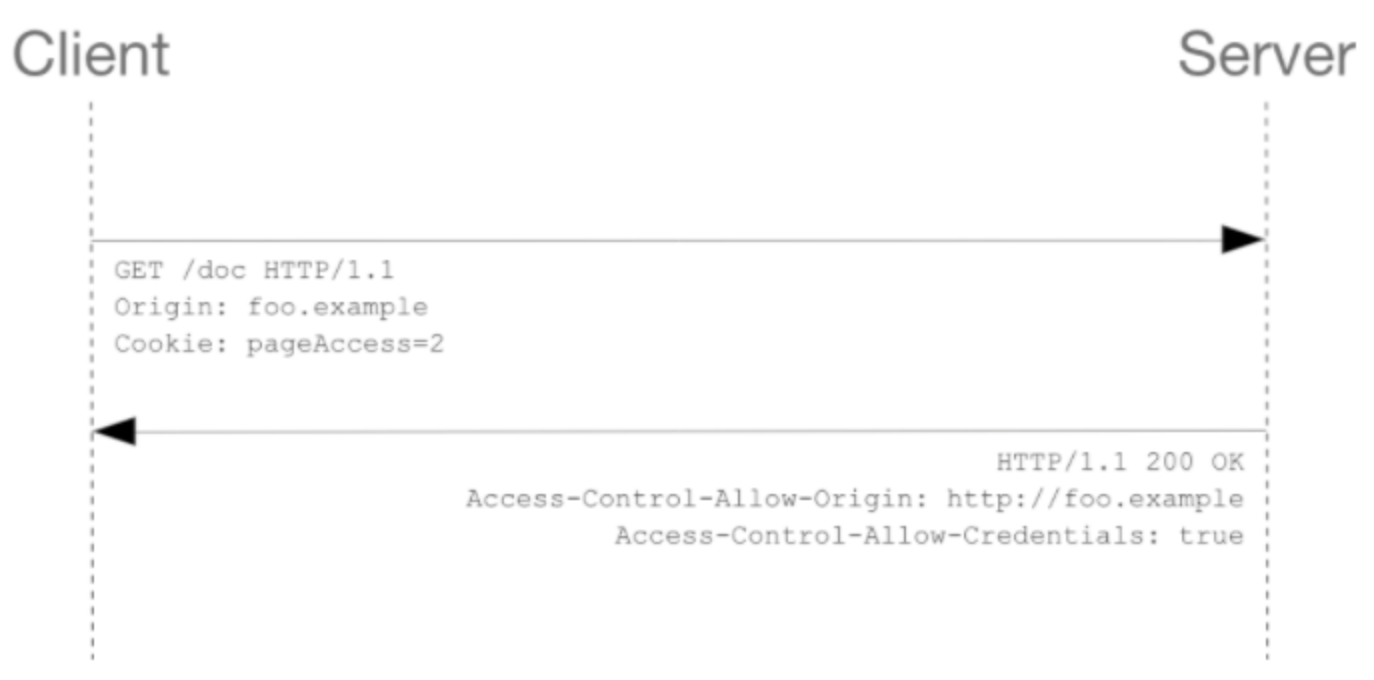 Client
Server
GET /doc HTTP/1.1
Origin: foo.example
Cookie: pageAccess=2
HTTP/1.1 200 OK
Access-Control-Allow-Origin: http://foo.example
Access-Control-Allow-Credentials: true